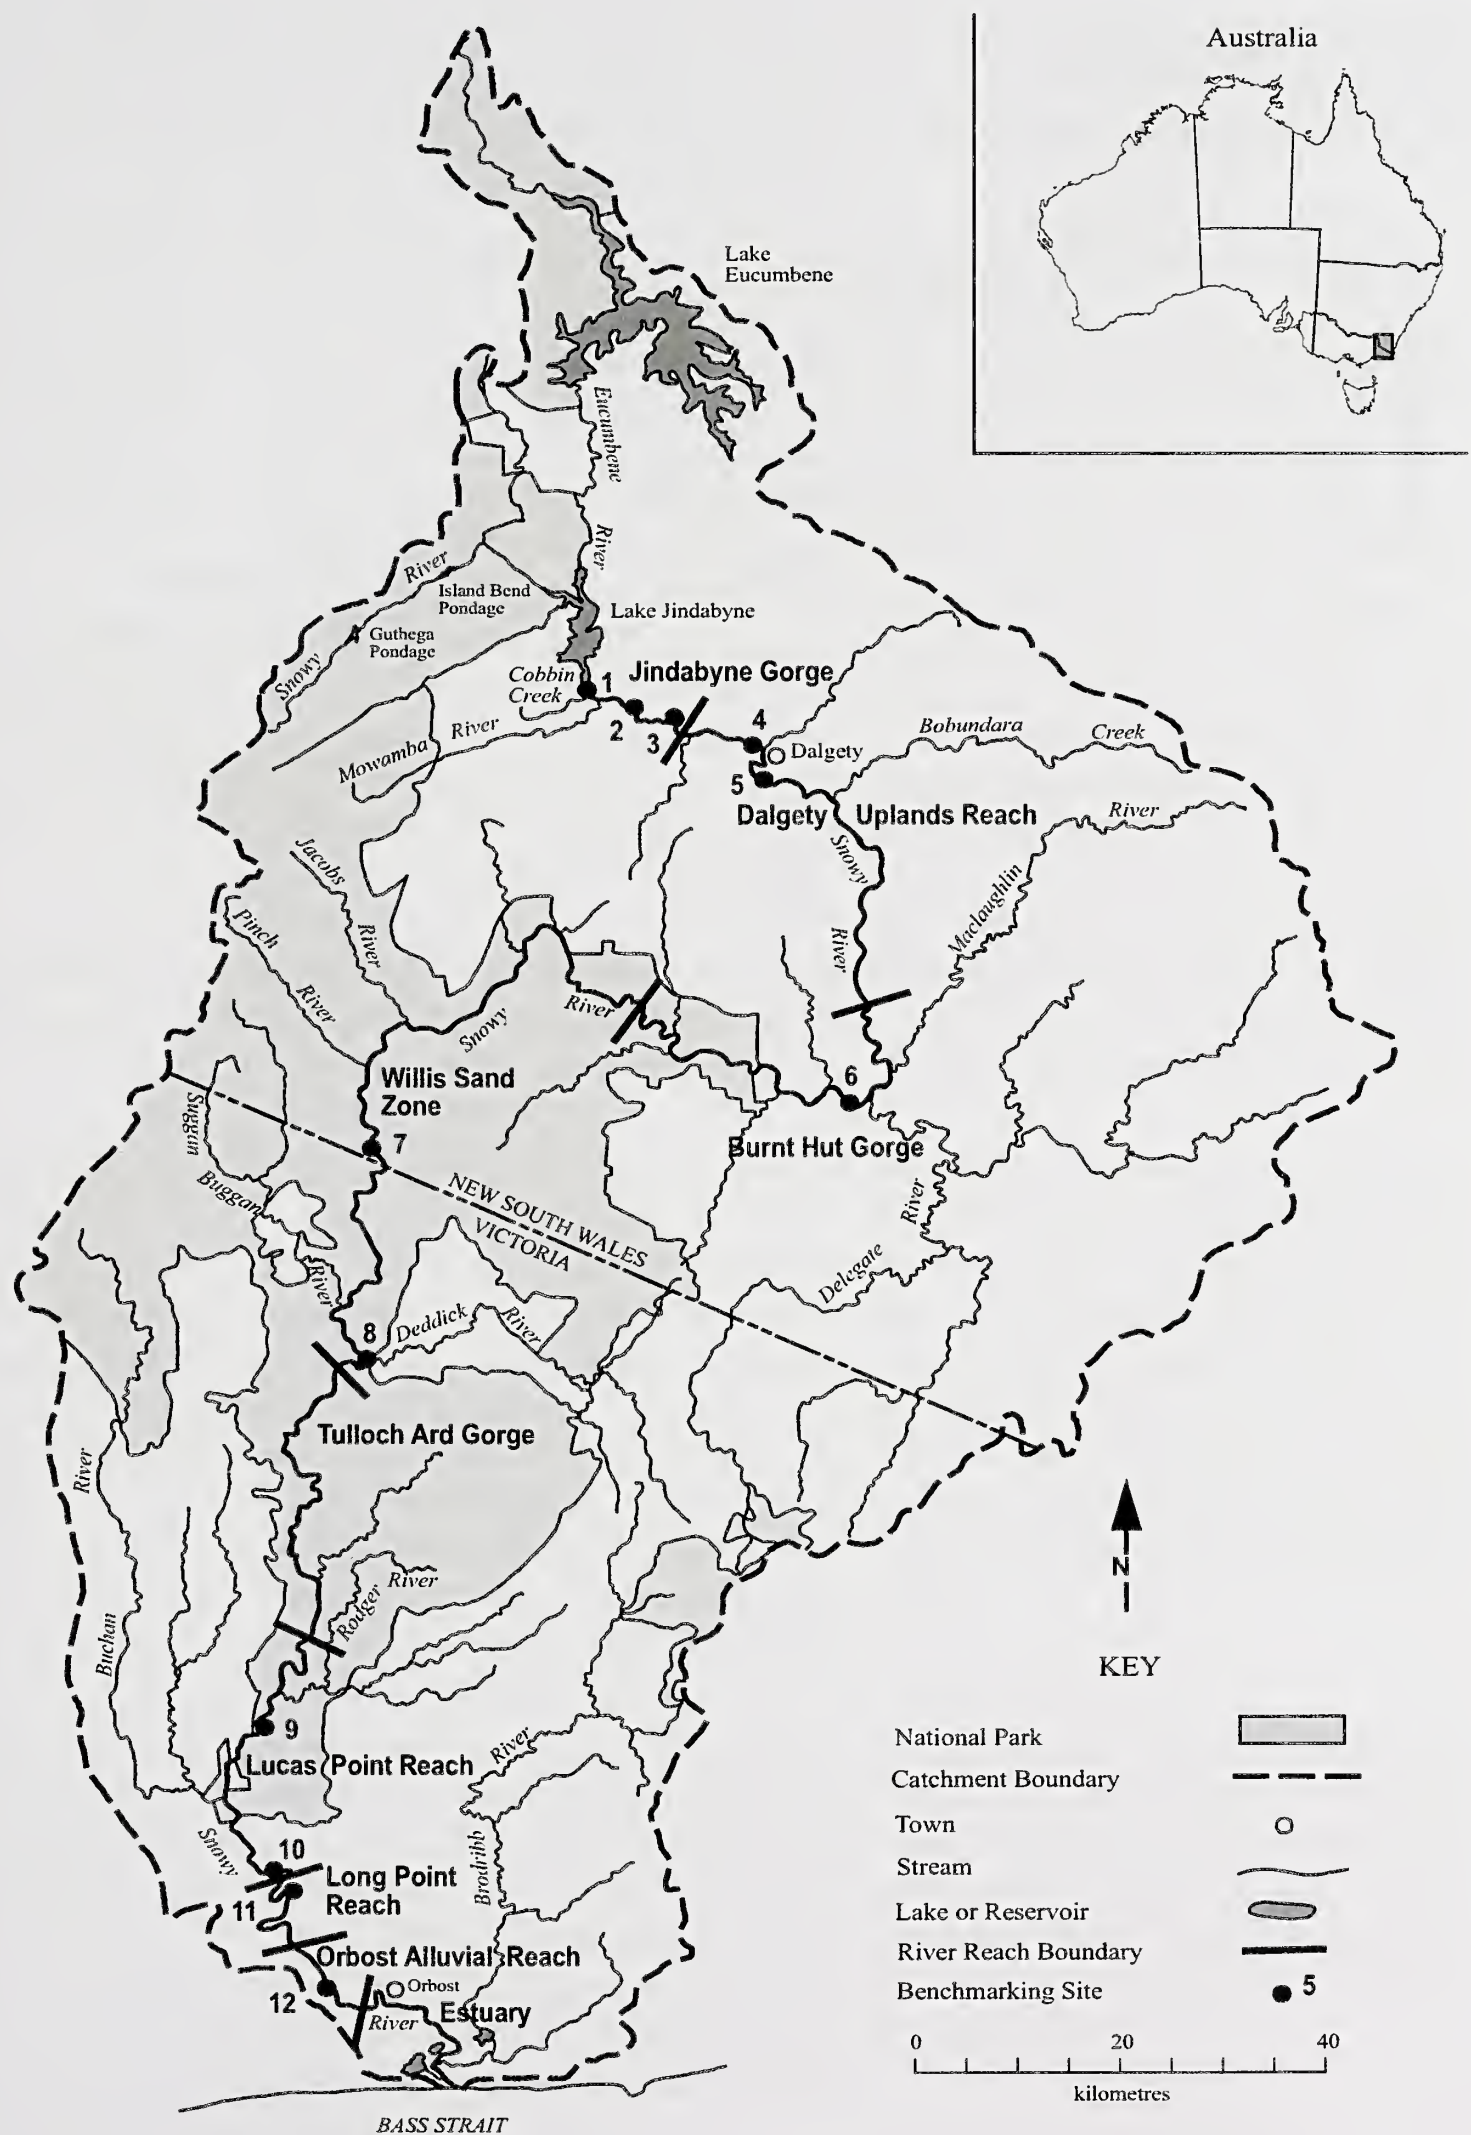 Australia
Lake
Eucumbene
Eucumbene
River
River
Island Bend
Pondage
Guthega
Pondage
Snowy
Lake Jindabyne
Cobbin
Creek
1
Jindabyne Gorge
2
3
4
Dalgety
5
Mowamba
River
Bobundara
Creek
Dalgety
Uplands Reach
River
Snowy
River
Maclaughlin
Jacobs
River
Pinch
River
Snowy
River
Willis Sand
Zone
6
7
Burnt Hut Gorge
Suggan
Buggan
River
NEW SOUTH WALES
VICTORIA
River
Delegate
8
Deddick
River
Tulloch Ard Gorge
River
Buchan
Rodger
River
9
Lucas Point Reach
River
Brodribb
Snowy
10
Long Point
Reach
11
Orbost Alluvial Reach
12
Orbost
Estuary
River
BASS STRAIT
N
KEY
National Park
Catchment Boundary
Town
Stream
Lake or Reservoir
River Reach Boundary
Benchmarking Site
5
0 20 40
kilometres